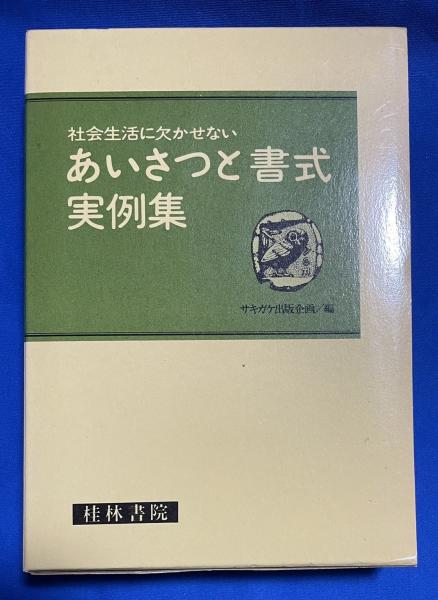 社会生活に欠かせない
あいさつと書式
実例集
サキガケ出版企画/編
桂林書院